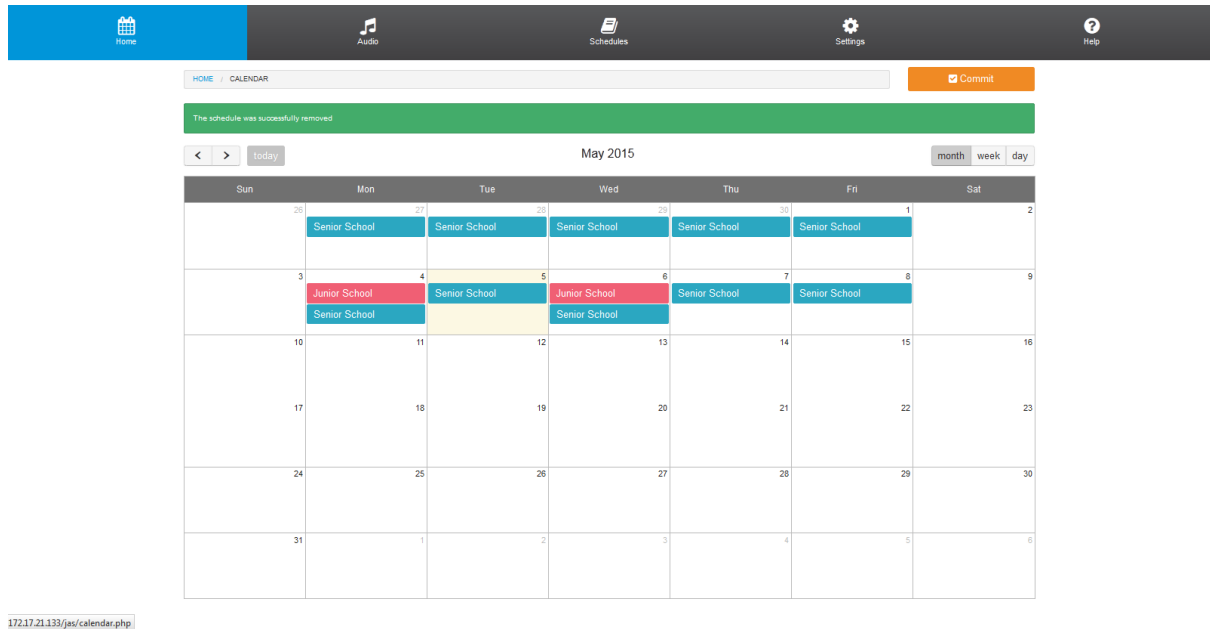 Home Audio Schedules Settings Help
HOME / CALENDAR Commit
The schedule was successfully removed
today May 2015 month week day
Sun Mon Tue Wed Thu Fri Sat
26 27 28 29 30 1 2
Senior School Senior School Senior School Senior School Senior School
3 4 5 6 7 8 9
Junior School Senior School Junior School Senior School Senior School
Senior School Senior School
10 11 12 13 14 15 16
17 18 19 20 21 22 23
24 25 26 27 28 29 30
31 1 2 3 4 5 6
172.17.21.133/jas/calendar.php